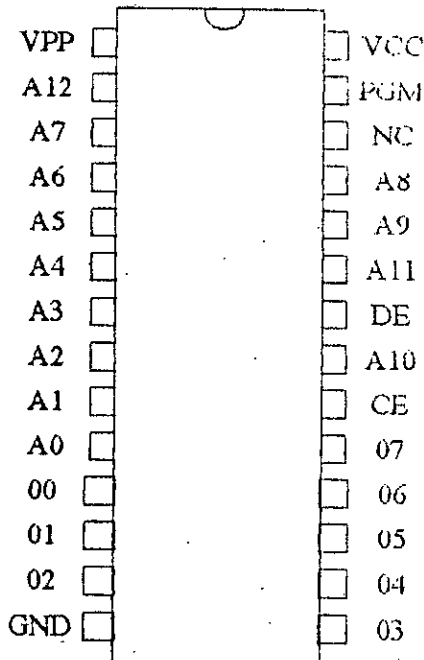 VPP VCC
A12 PGM
A7 NC
A6 A8
A5 A9
A4 A11
A3 DE
A2 A10
A1 CE
A0 07
00 06
01 05
02 04
GND 03